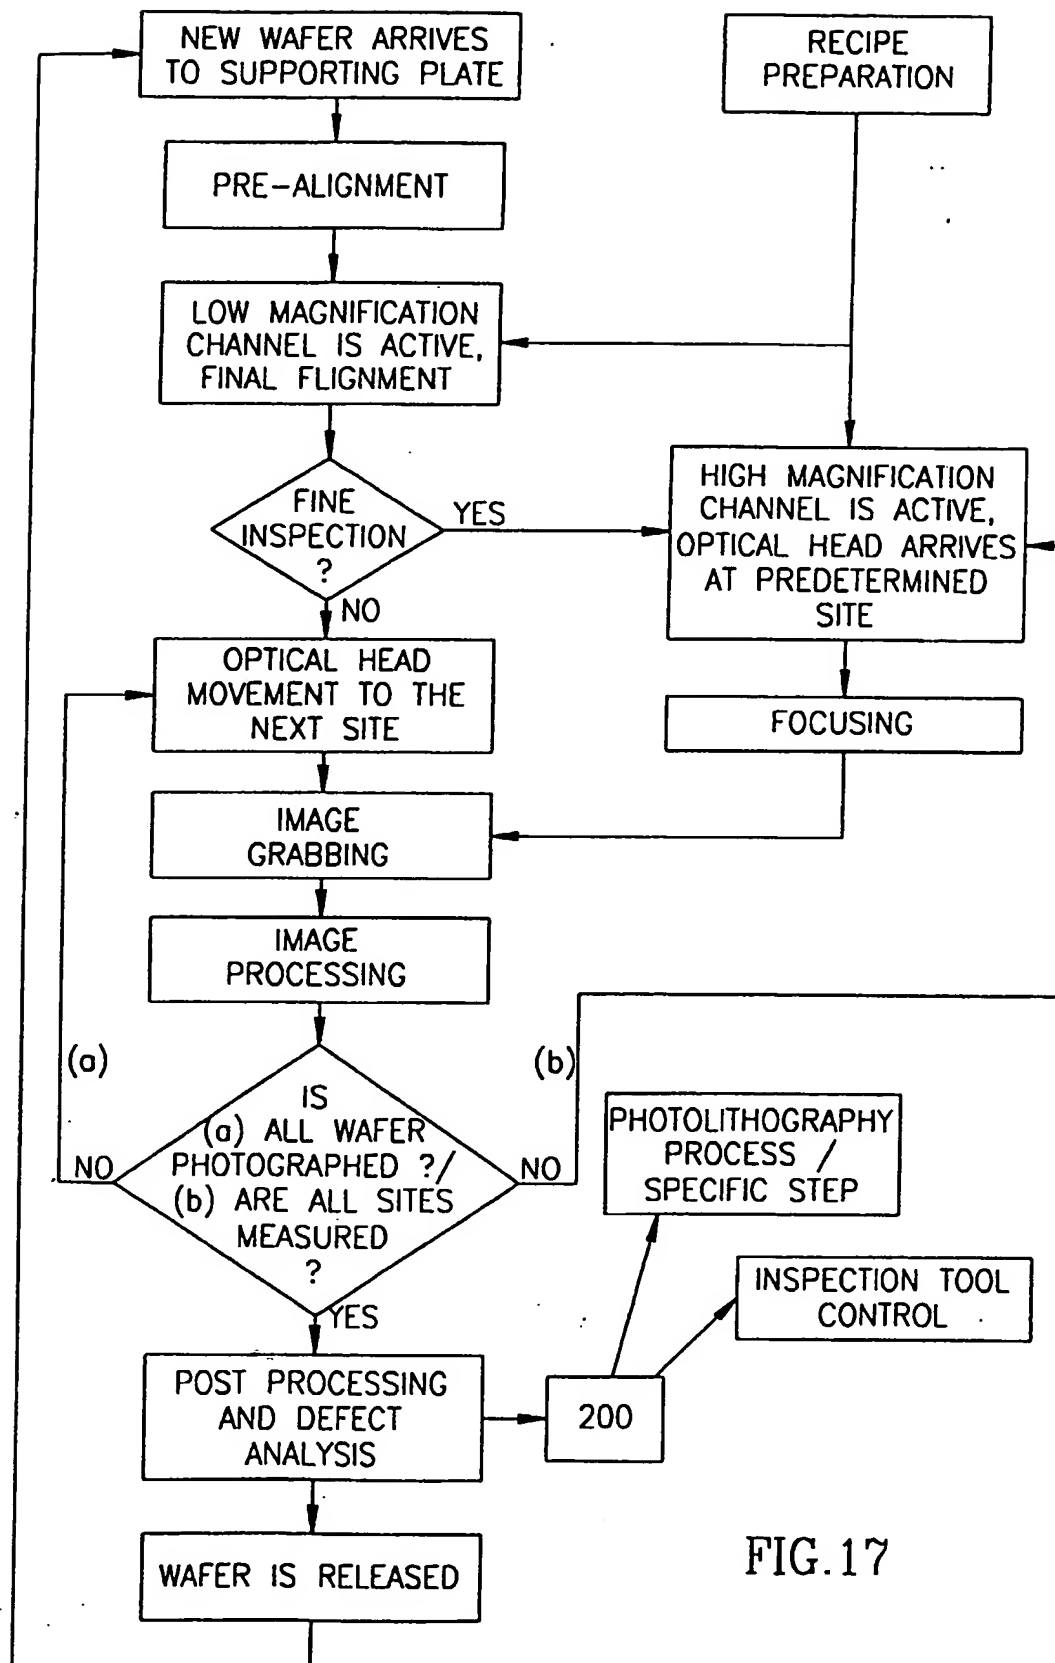 NEW WAFER ARRIVES
TO SUPPORTING PLATE
RECIPE
PREPARATION
PRE-ALIGNMENT
LOW MAGNIFICATION
CHANNEL IS ACTIVE,
FINAL FLIGNMENT
FINE
INSPECTION
?
YES
NO
HIGH MAGNIFICATION
CHANNEL IS ACTIVE,
OPTICAL HEAD ARRIVES
AT PREDETERMINED
SITE
OPTICAL HEAD
MOVEMENT TO THE
NEXT SITE
FOCUSING
IMAGE
GRABBING
IMAGE
PROCESSING
(a)
(b)
IS
(a) ALL WAFER
PHOTOGRAPHED ?/
(b) ARE ALL SITES
MEASURED
?
NO
NO
YES
PHOTOLITHOGRAPHY
PROCESS /
SPECIFIC STEP
INSPECTION TOOL
CONTROL
POST PROCESSING
AND DEFECT
ANALYSIS
200
WAFER IS RELEASED
FIG.17